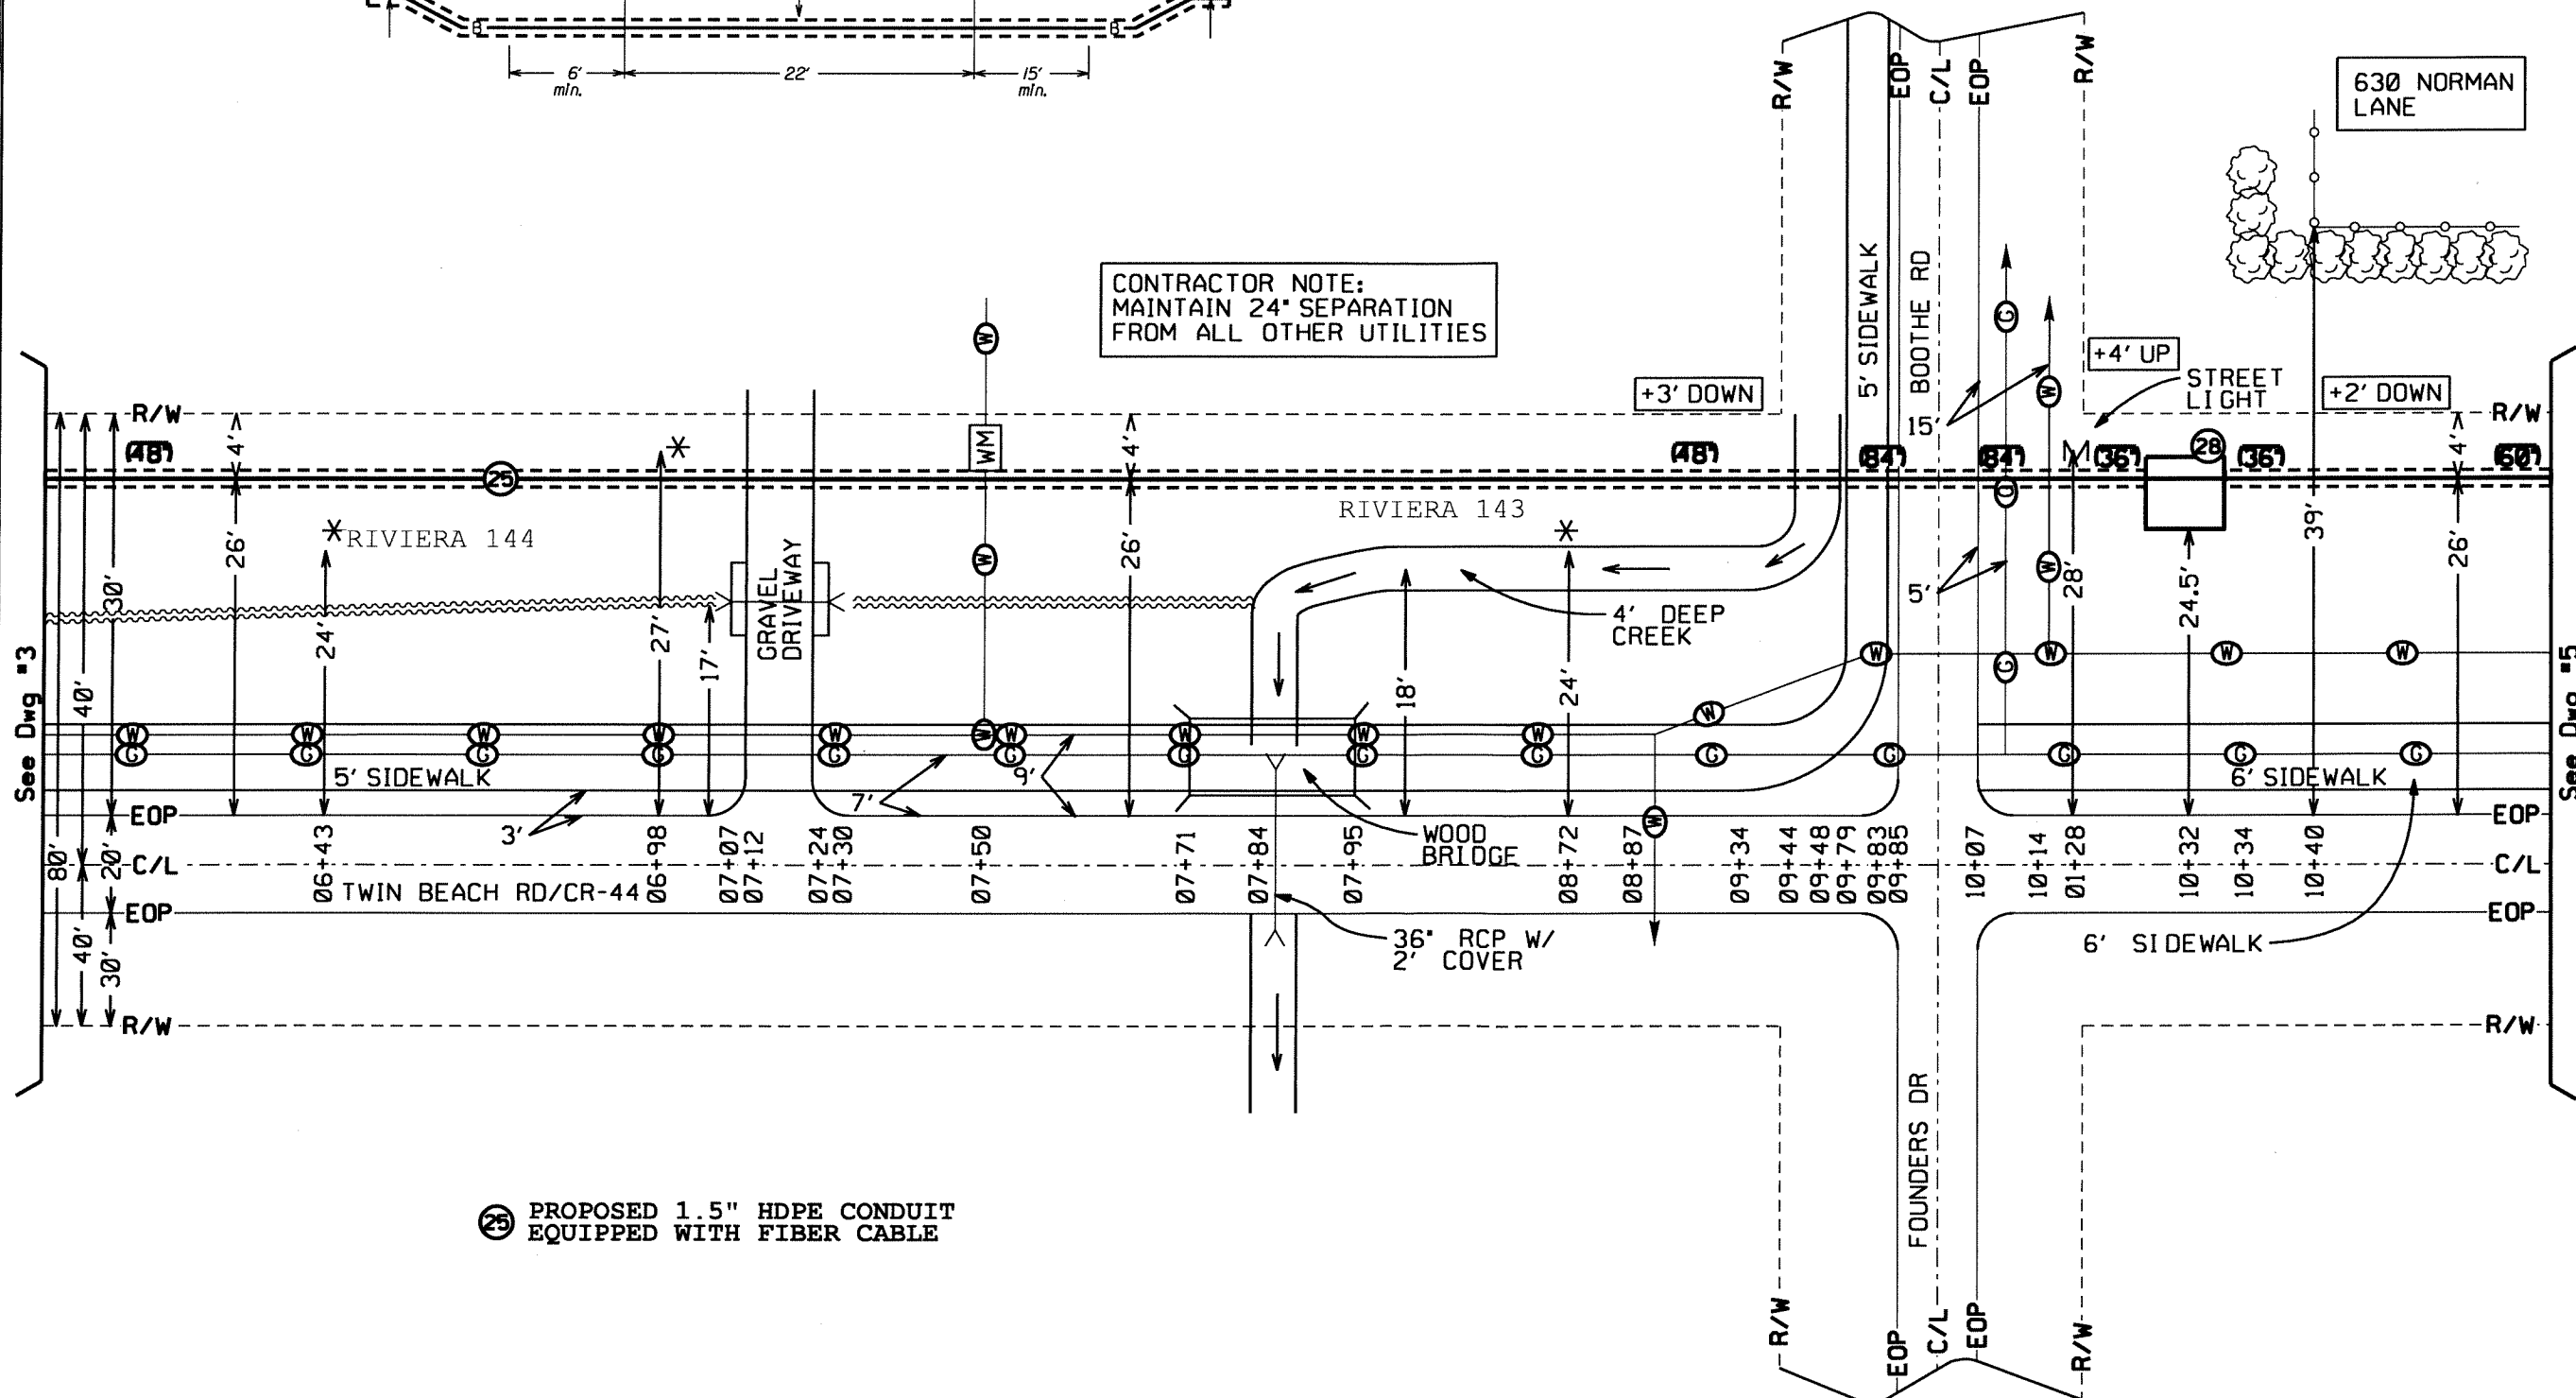 B
B
6'
min.
22'
15'
min.
R/W
EOP
C/L
EOP
R/W
630 NORMAN
LANE
CONTRACTOR NOTE:
MAINTAIN 24" SEPARATION
FROM ALL OTHER UTILITIES
5' SIDEWALK
BOOTHE RD
+3' DOWN
+4' UP
STREET
LIGHT
+2' DOWN
R/W
R/W
15'
(48")
4'
25
WM
W
4'
(48")
(84")
(84")
M
(36")
28
(36")
4'
(60")
G
W
RIVIERA 144
RIVIERA 143
26'
24'
27'
17'
GRAVEL
DRIVEWAY
W
26'
18'
24'
4' DEEP
CREEK
5'
G
W
28'
24.5'
39'
26'
30'
40'
80'
20'
40'
30'
See Dwg #3
See Dwg #5
W
W
W
W
W
W W W W W W W W W W
G G G G G G G G G G G G G G
5' SIDEWALK
3'
7'
9'
6' SIDEWALK
EOP
EOP
C/L
C/L
EOP
EOP
R/W
R/W
TWIN BEACH RD/CR-44
06+43
06+98
07+07
07+12
07+24
07+30
07+50
07+71
07+84
07+95
08+72
08+87
09+34
09+44
09+48
09+79
09+83
09+85
10+07
10+14
01+28
10+32
10+34
10+40
W
WOOD
BRIDGE
36" RCP W/
2' COVER
6' SIDEWALK
FOUNDERS DR
25 PROPOSED 1.5" HDPE CONDUIT
EQUIPPED WITH FIBER CABLE
R/W
EOP
C/L
EOP
R/W